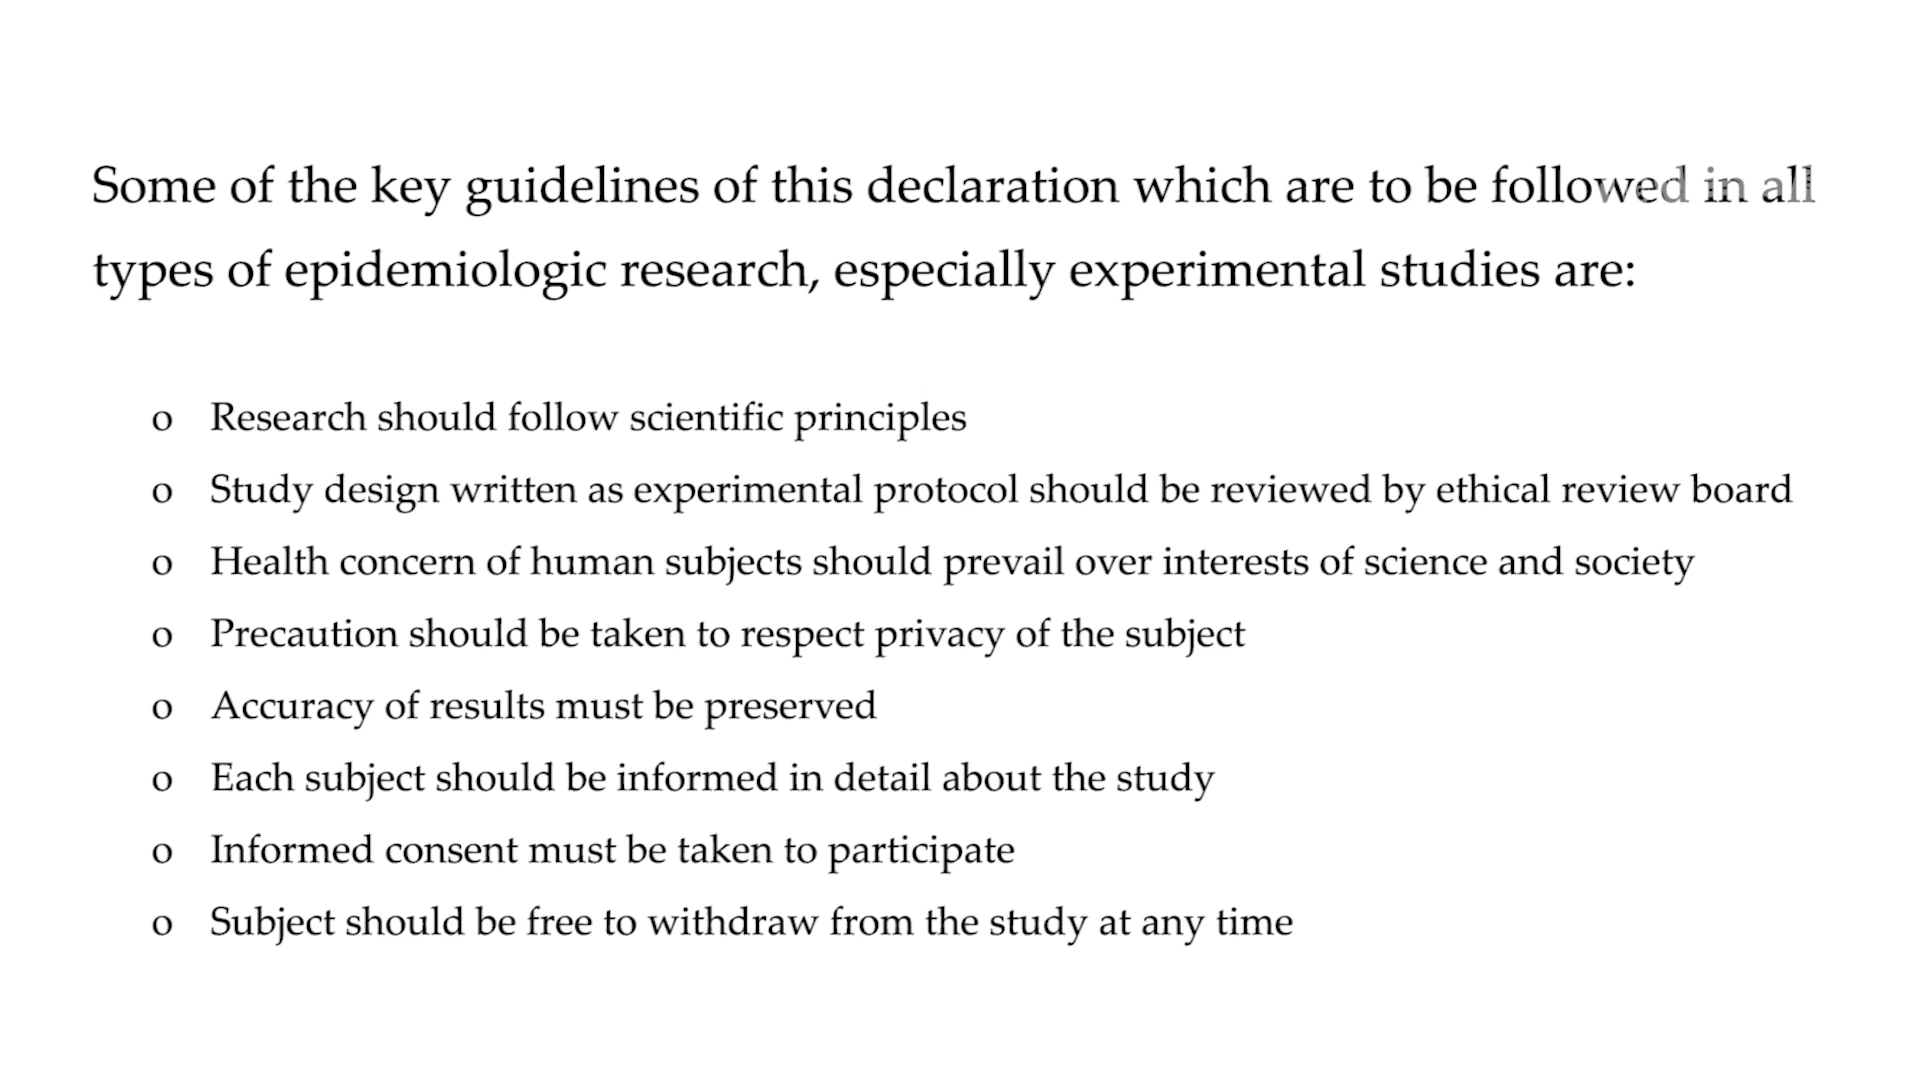 Some of the key guidelines of this declaration which are to be followed in all
types of epidemiologic research, especially experimental studies are:
o Research should follow scientific principles
o Study design written as experimental protocol should be reviewed by ethical review board
o Health concern of human subjects should prevail over interests of science and society
o Precaution should be taken to respect privacy of the subject
o Accuracy of results must be preserved
o Each subject should be informed in detail about the study
o Informed consent must be taken to participate
o Subject should be free to withdraw from the study at any time